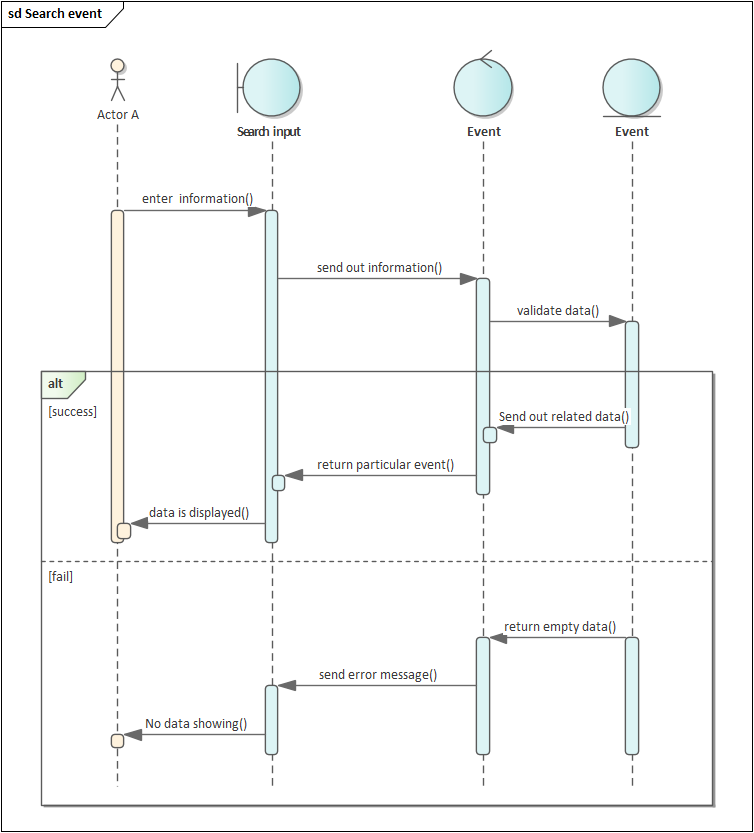 sd Search event
Actor A
Search input
Event
Event
enter  information()
send out information()
validate data()
alt
[success]
Send out related data()
return particular event()
data is displayed()
[fail]
return empty data()
send error message()
No data showing()